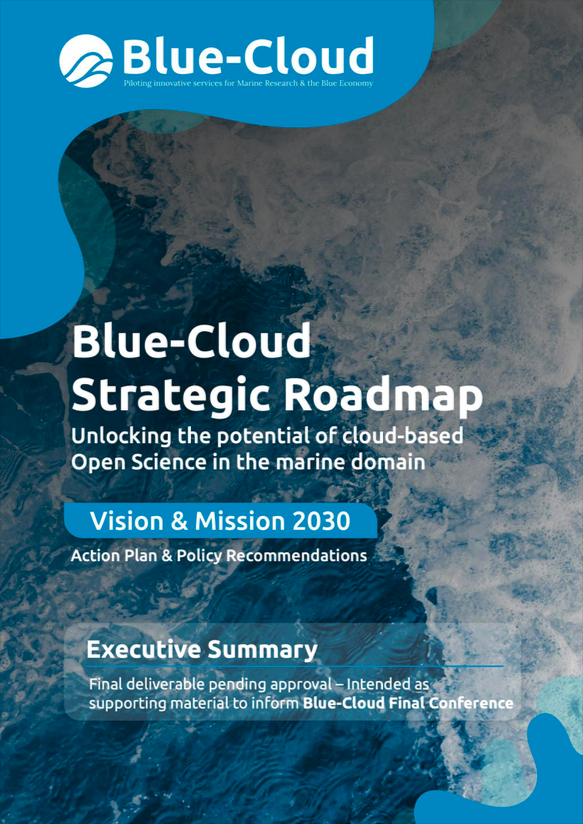 Blue-Cloud
Piloting innovative services for Marine Research & the Blue Economy
Blue-Cloud
Strategic Roadmap
Unlocking the potential of cloud-based
Open Science in the marine domain
Vision & Mission 2030
Action Plan & Policy Recommendations
Executive Summary
Final deliverable pending approval – Intended as
supporting material to inform Blue-Cloud Final Conference